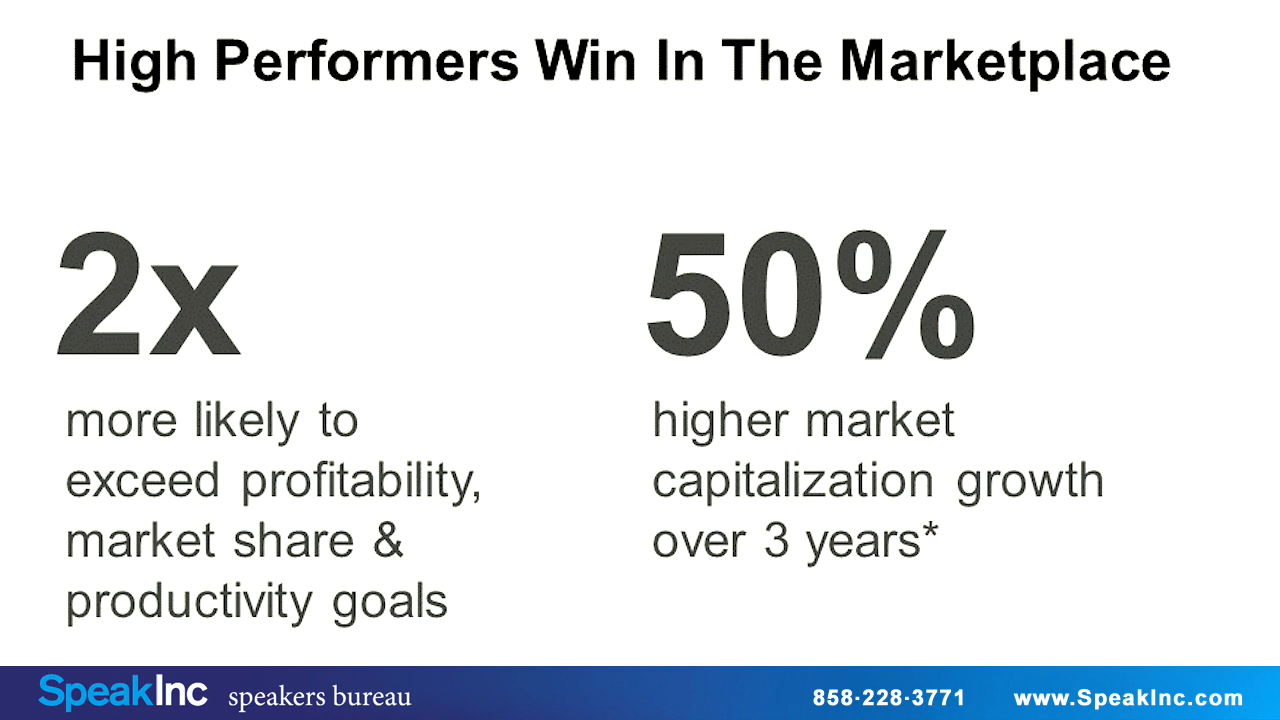 High Performers Win In The Marketplace
2x
more likely to
exceed profitability,
market share &
productivity goals
50%
higher market
capitalization growth
over 3 years*
SpeakInc speakers bureau
858·228·3771 www.SpeakInc.com